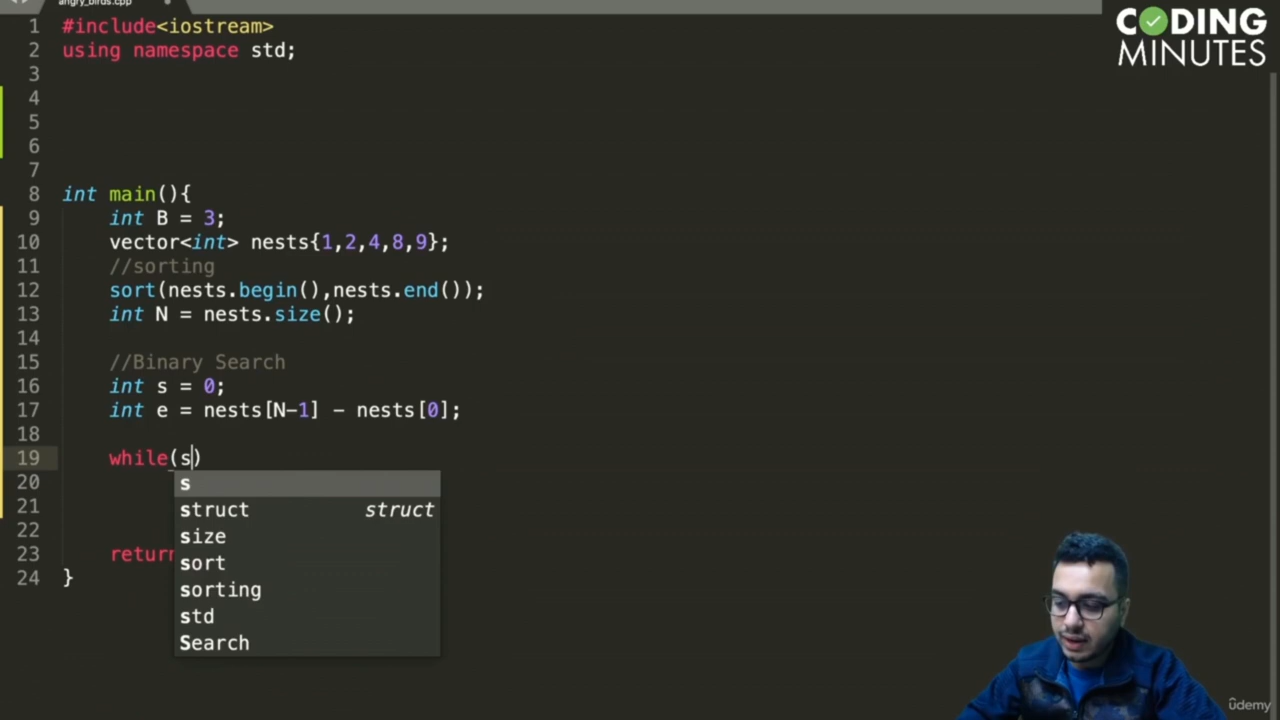 angry_birds.cpp
CODING
MINUTES
1 #include<iostream>
2 using namespace std;
3
4
5
6
7
8 int main(){
9 int B = 3;
10 vector<int> nests{1,2,4,8,9};
11 //sorting
12 sort(nests.begin(),nests.end());
13 int N = nests.size();
14
15 //Binary Search
16 int s = 0;
17 int e = nests[N-1] - nests[0];
18
19 while(s)
20 s
21 struct struct
size
22
23 return
sort
24 }
sorting
std
Search
ûdemy